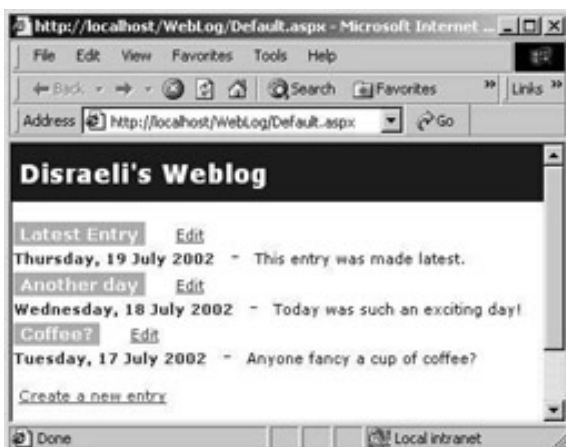 http://localhost/WebLog/Default.aspx - Microsoft Internet ...
File Edit View Favorites Tools Help
Back Search Favorites » Links »
Address http://localhost/WebLog/Default.aspx Go
Disraeli's Weblog
Latest Entry Edit
Thursday, 19 July 2002 - This entry was made latest.
Another day Edit
Wednesday, 18 July 2002 - Today was such an exciting day!
Coffee? Edit
Tuesday, 17 July 2002 - Anyone fancy a cup of coffee?
Create a new entry
Done Local intranet